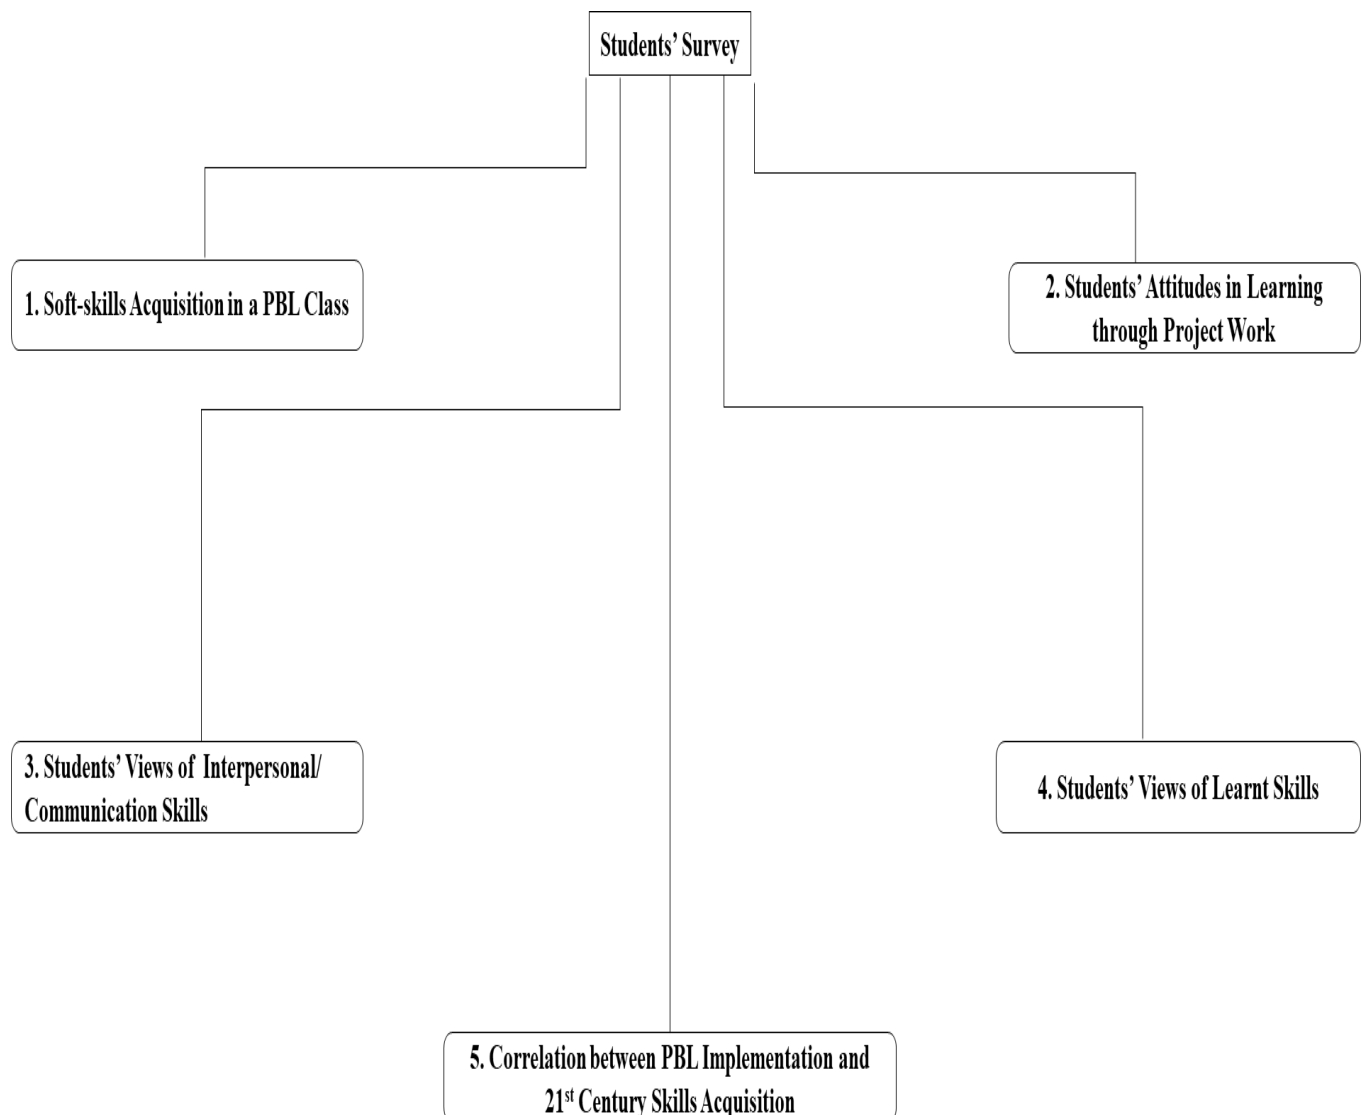 Students’ Survey
1. Soft-skills Acquisition in a PBL Class
2. Students’ Attitudes in Learning
through Project Work
3. Students’ Views of Interpersonal/
Communication Skills
4. Students’ Views of Learnt Skills
5. Correlation between PBL Implementation and
21st Century Skills Acquisition